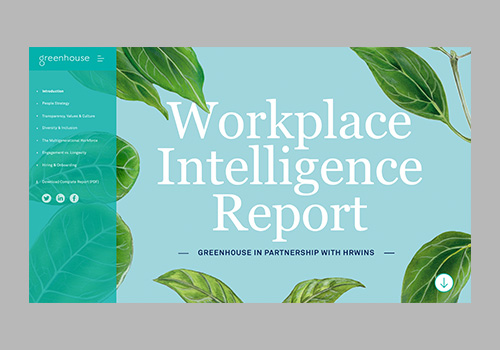 greenhouse
Introduction
People Strategy
Transparency, Values & Culture
Diversity & Inclusion
The Multigenerational Workforce
Engagement vs. Longevity
Hiring & Onboarding
Download Complete Report (PDF)
Workplace
Intelligence
Report
GREENHOUSE IN PARTNERSHIP WITH HRWINS